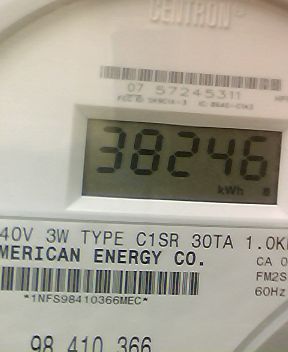 CENTRON®
07 57245311
38246
kWh
40V 3W TYPE C1SR 30TA 1.0K
MERICAN ENERGY CO.
CA 0
FM2S
*1NFS98410366MEC*
60Hz
98 410 366